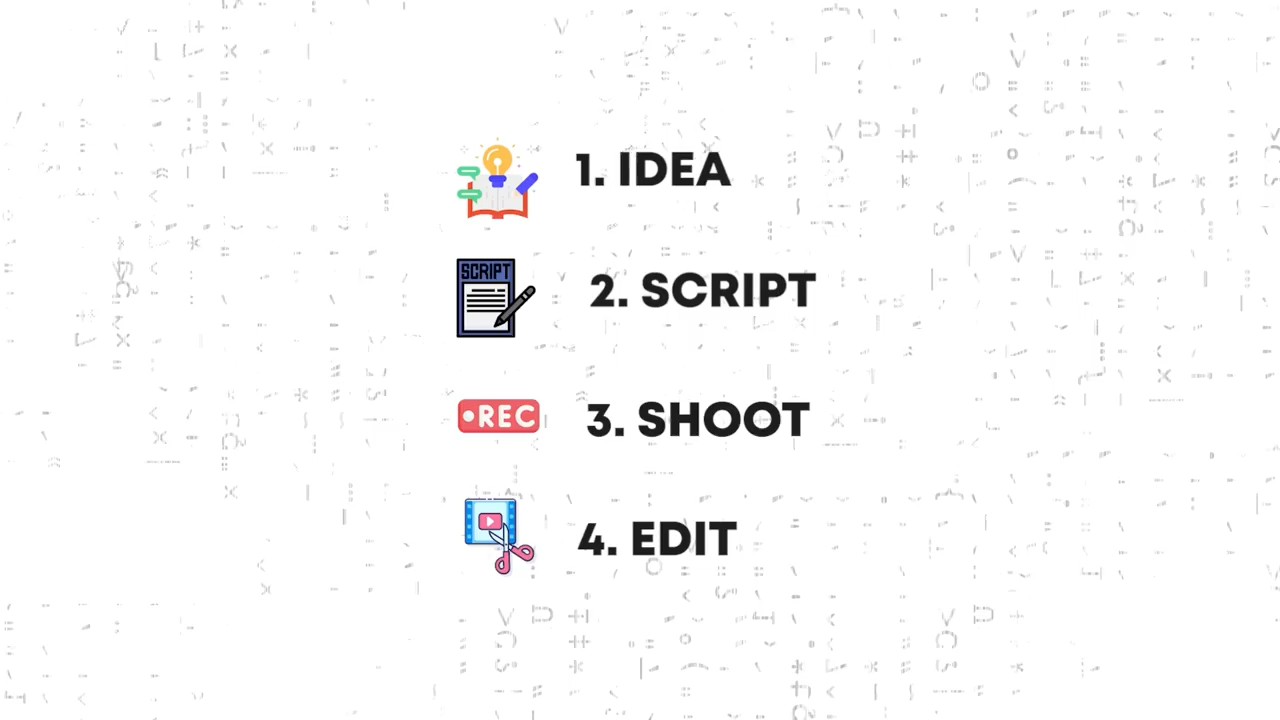 1. IDEA
SCRIPT
2. SCRIPT
REC
3. SHOOT
4. EDIT